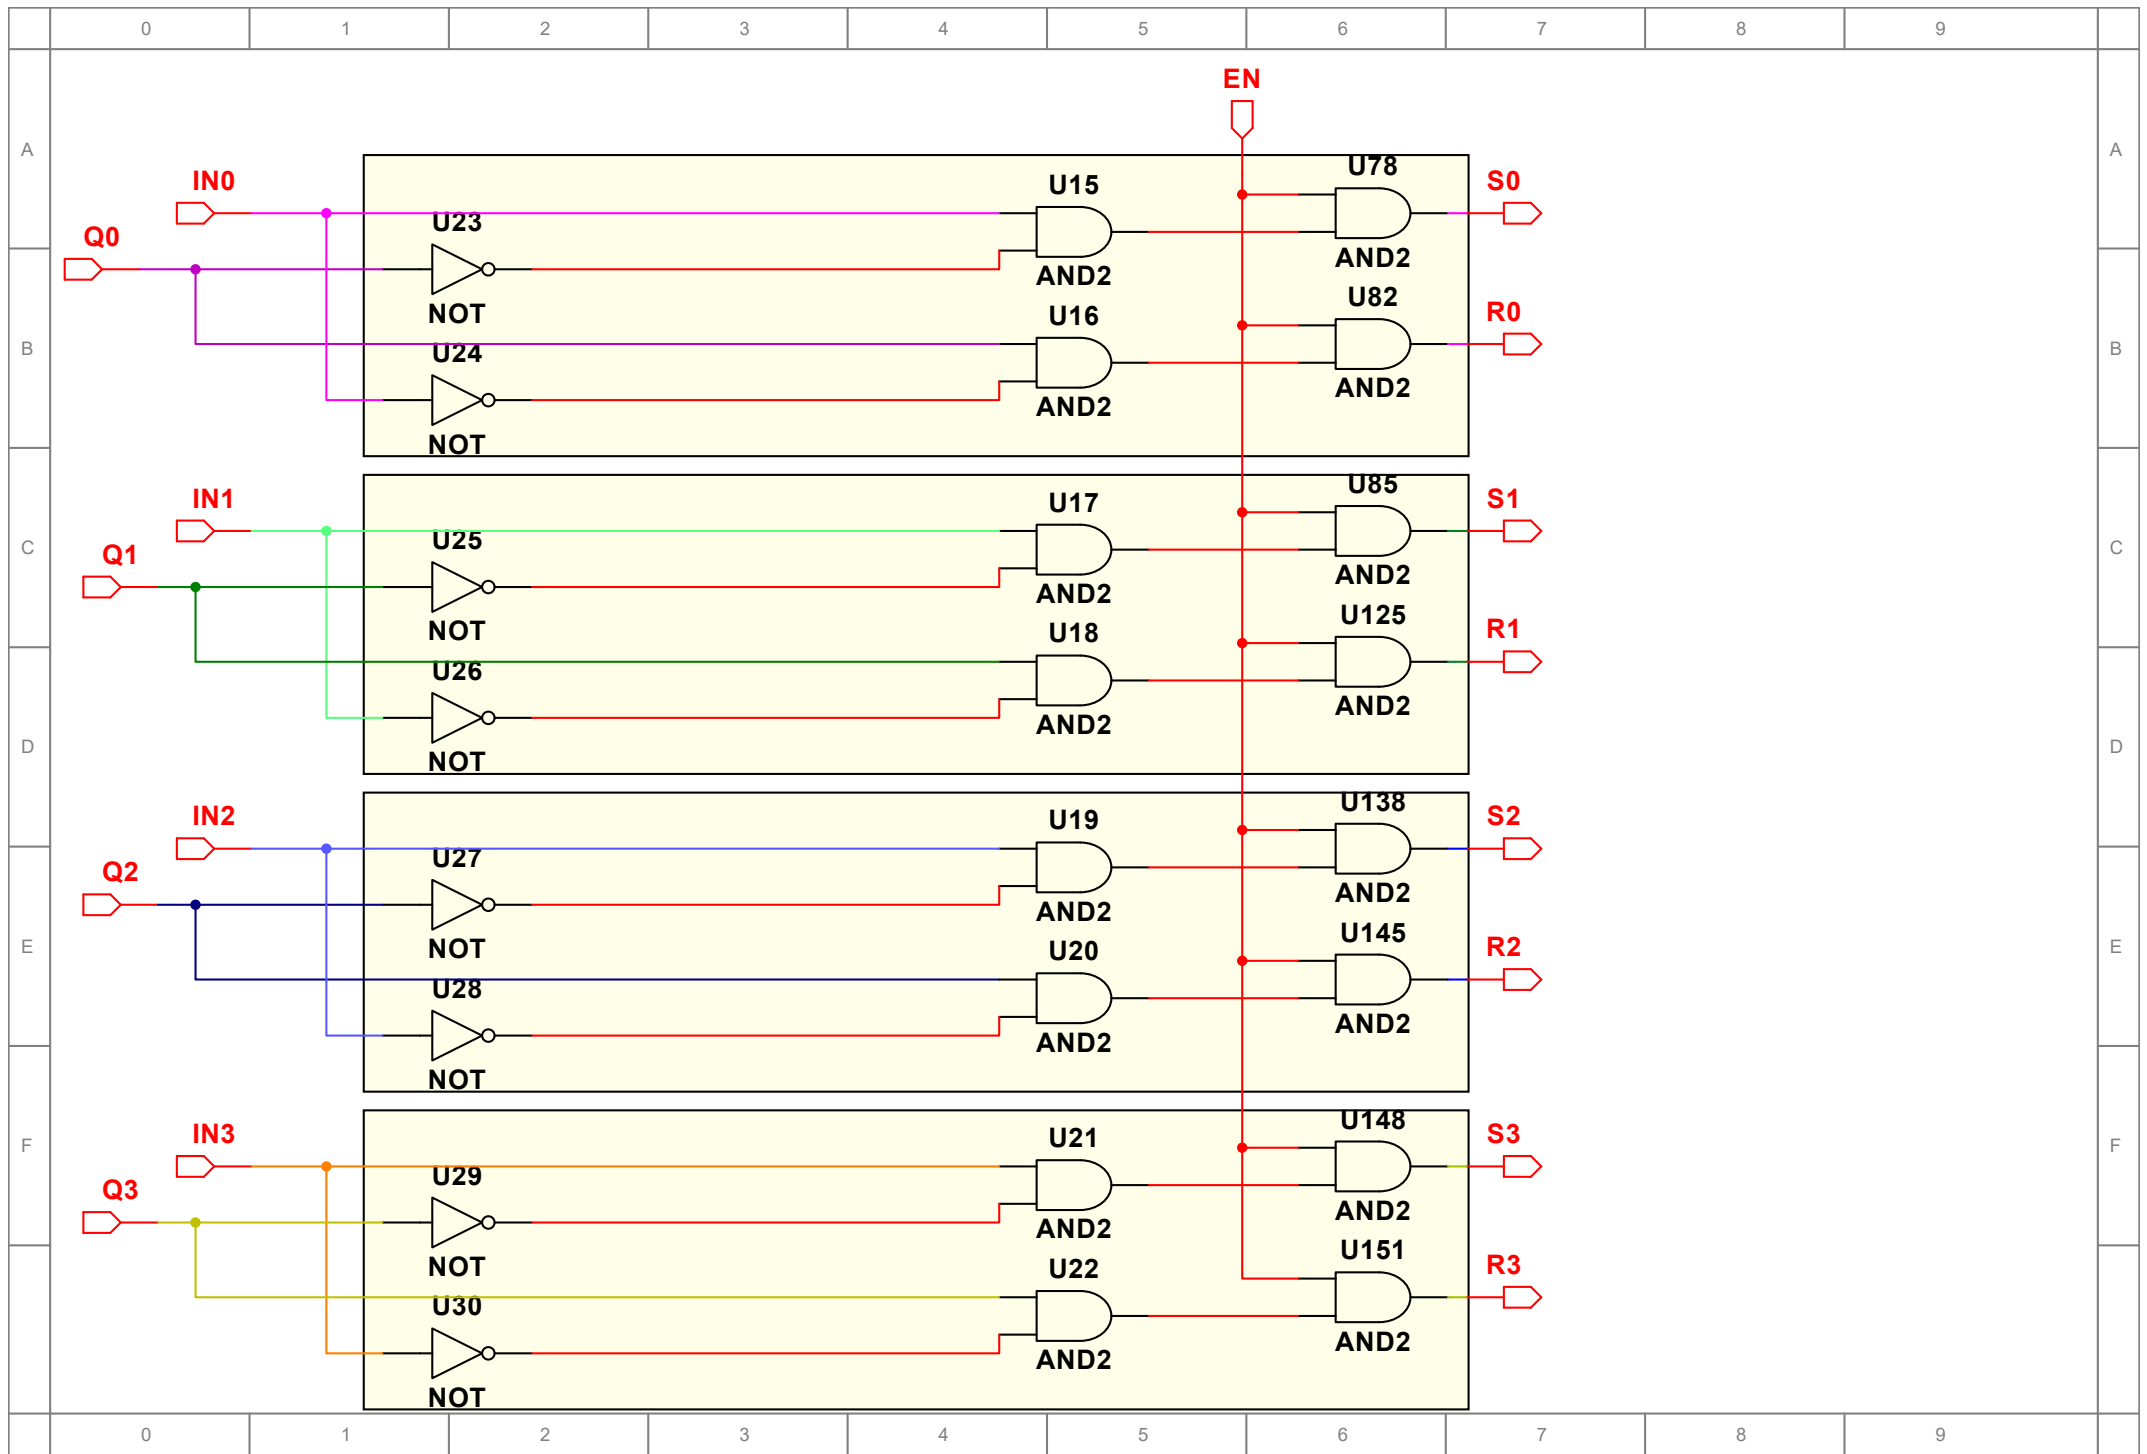 0 1 2 3 4 5 6 7 8 9
EN
A A
U78
IN0 U15 S0
U23
Q0
AND2
AND2
U82
NOT U16 R0
B B
U24
AND2
AND2
NOT
U85
IN1 U17 S1
U25
C C
Q1
AND2
AND2
U125
NOT U18 R1
U26
AND2
AND2
D D
NOT
U138
IN2 U19 S2
U27
Q2
AND2
AND2
U145
NOT U20 R2
E E
U28
AND2
AND2
NOT
U148
IN3 U21 S3
F F
U29
Q3
AND2
AND2
U151
NOT U22 R3
U30
AND2
AND2
NOT
0 1 2 3 4 5 6 7 8 9